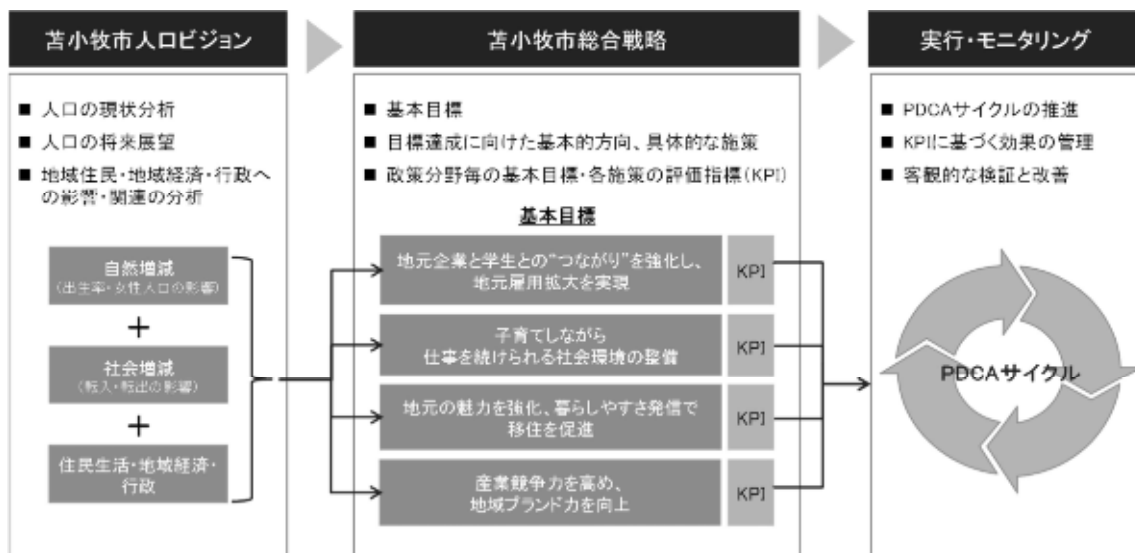 苫小牧市人口ビジョン
■ 人口の現状分析
■ 人口の将来展望
■ 地域住民・地域経済・行政へ
の影響・関連の分析
自然増減
(出生率・女性人口の影響)
+
社会増減
(転入・転出の影響)
+
住民生活・地域経済・
行政
苫小牧市総合戦略
■ 基本目標
■ 目標達成に向けた基本的方向、具体的な施策
■ 政策分野毎の基本目標・各施策の評価指標(KPI)
基本目標
地元企業と学生との“つながり”を強化し、
地元雇用拡大を実現
KPI
子育てしながら
仕事を続けられる社会環境の整備
KPI
地元の魅力を強化、暮らしやすさ発信で
移住を促進
KPI
産業競争力を高め、
地域ブランド力を向上
KPI
実行・モニタリング
■ PDCAサイクルの推進
■ KPIに基づく効果の管理
■ 客観的な検証と改善
PDCAサイクル